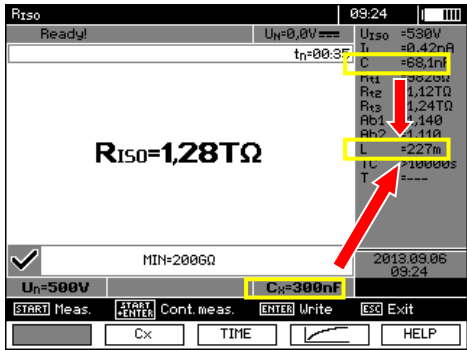 RISO 09:24
Ready! UN=0,0V
tn=00:35
UISO =530V
IL =0,42nA
C =68,1nF
Rt1 =982GΩ
Rt2 =1,12TΩ
Rt3 =1,24TΩ
Ab1 =1,140
Ab2 =1,110
L =227m
TC >10000s
T =---
RISO=1,28TΩ
MIN=200GΩ
2013.09.06
09:24
Un=500V CX=300nF
START Meas. START +ENTER Cont. meas. ENTER Write ESC Exit
Cx TIME HELP